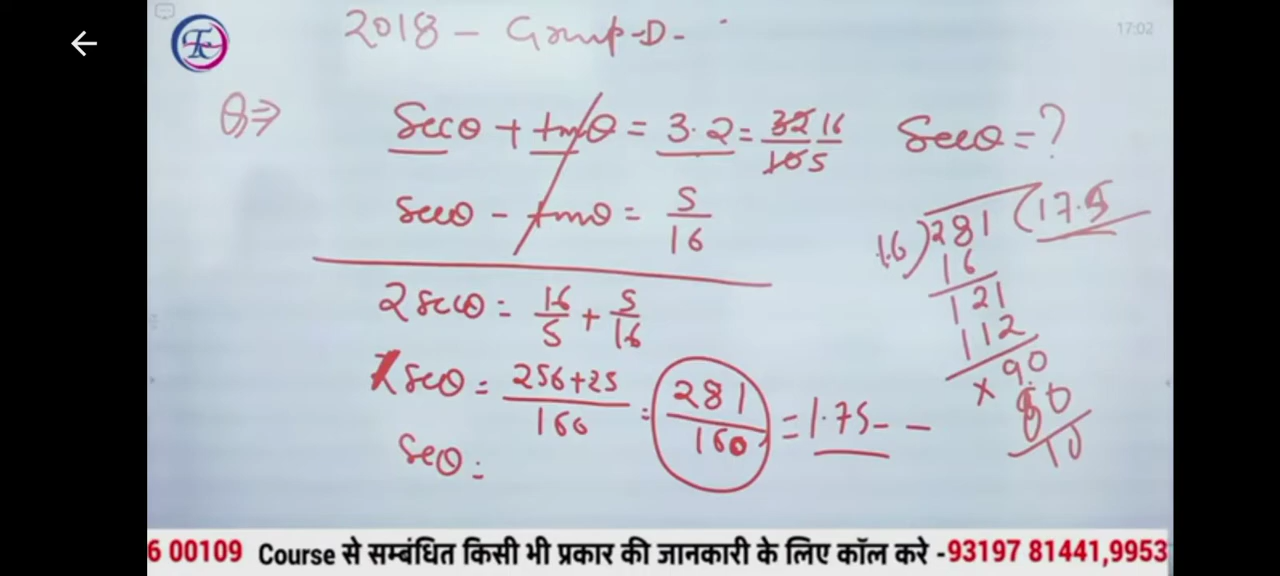 2018 - Group-D-
17:02
Q⇒ Secθ + tanθ = 3.2 = 32/10 16/5 Secθ = ?
secθ - tanθ = 5/16
2 secθ = 16/5 + 5/16
secθ = 256+25/160 = 281/160 = 1.75- -
Secθ =
16)281(17.5
16
121
112
× 90
80
10
6 00109 Course से सम्बंधित किसी भी प्रकार की जानकारी के लिए कॉल करे -93197 81441,9953